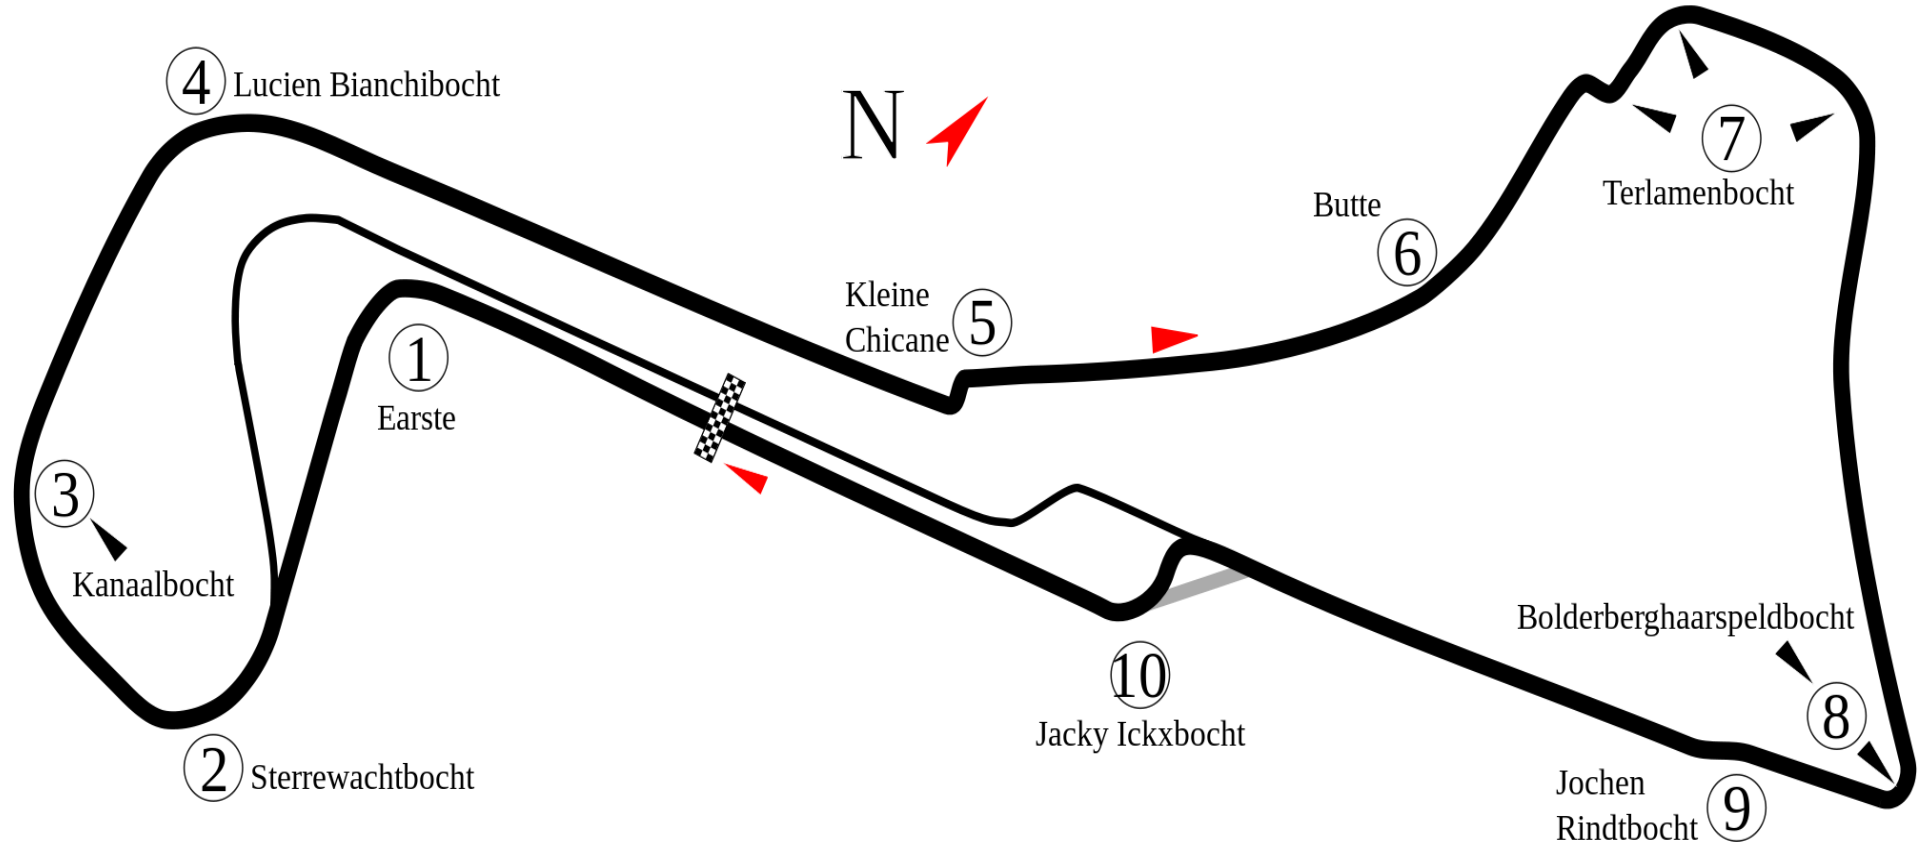 4 Lucien Bianchibocht
N
7
Terlamenbocht
Butte
6
Kleine
Chicane
5
1
Earste
3
Kanaalbocht
2 Sterrewachtbocht
10
Jacky Ickxbocht
Bolderberghaarspeldbocht
8
Jochen
Rindtbocht
9